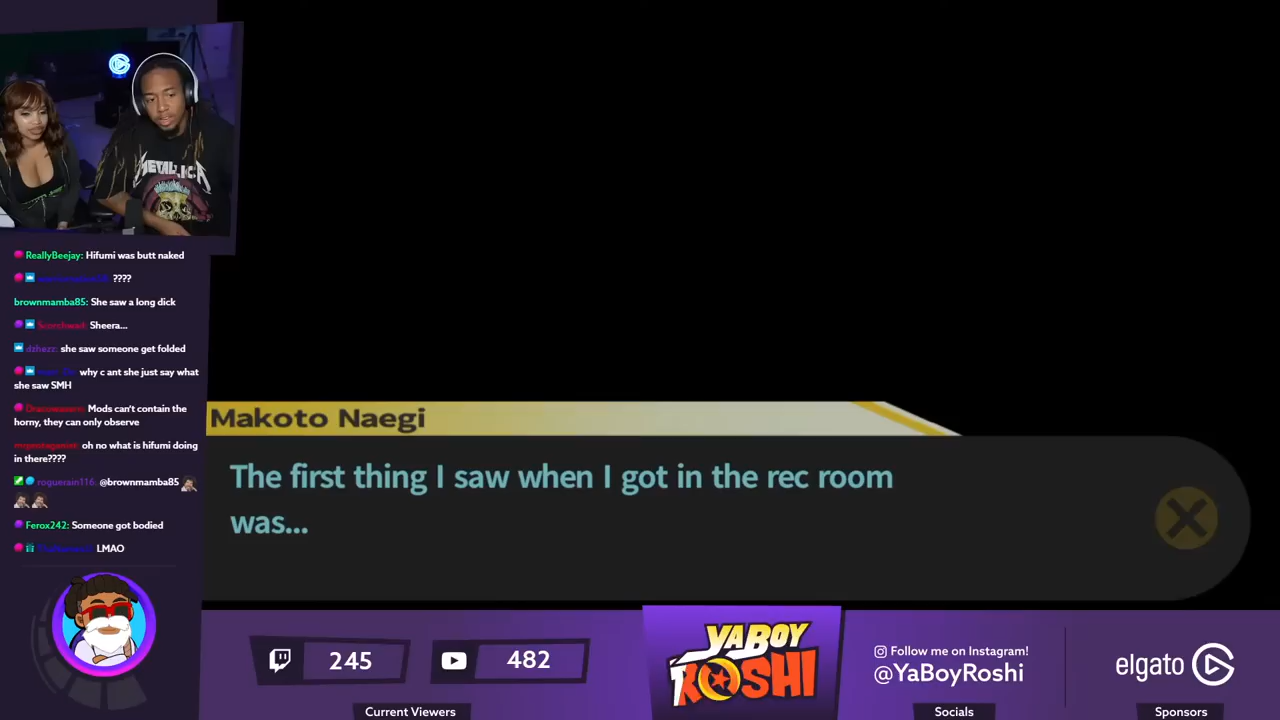 METALLICA
ReallyBeejay: Hifumi was butt naked
????
brownmamba85: She saw a long dick
Sheera...
dzhezz: she saw someone get folded
why c ant she just say what
she saw SMH
Mods can't contain the
horny, they can only observe
oh no what is hifumi doing
in there????
roguerain116: @brownmamba85
Ferox242: Someone got bodied
LMAO
Makoto Naegi
The first thing I saw when I got in the rec room
was...
245
482
Current Viewers
YABOY
ROSHI
Follow me on Instagram!
@YaBoyRoshi
Socials
elgato
Sponsors